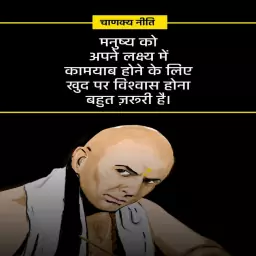 चाणक्य नीति
मनुष्य को
अपने लक्ष्य में
कामयाब होने के लिए
खुद पर विश्वास होना
बहुत ज़रूरी है।